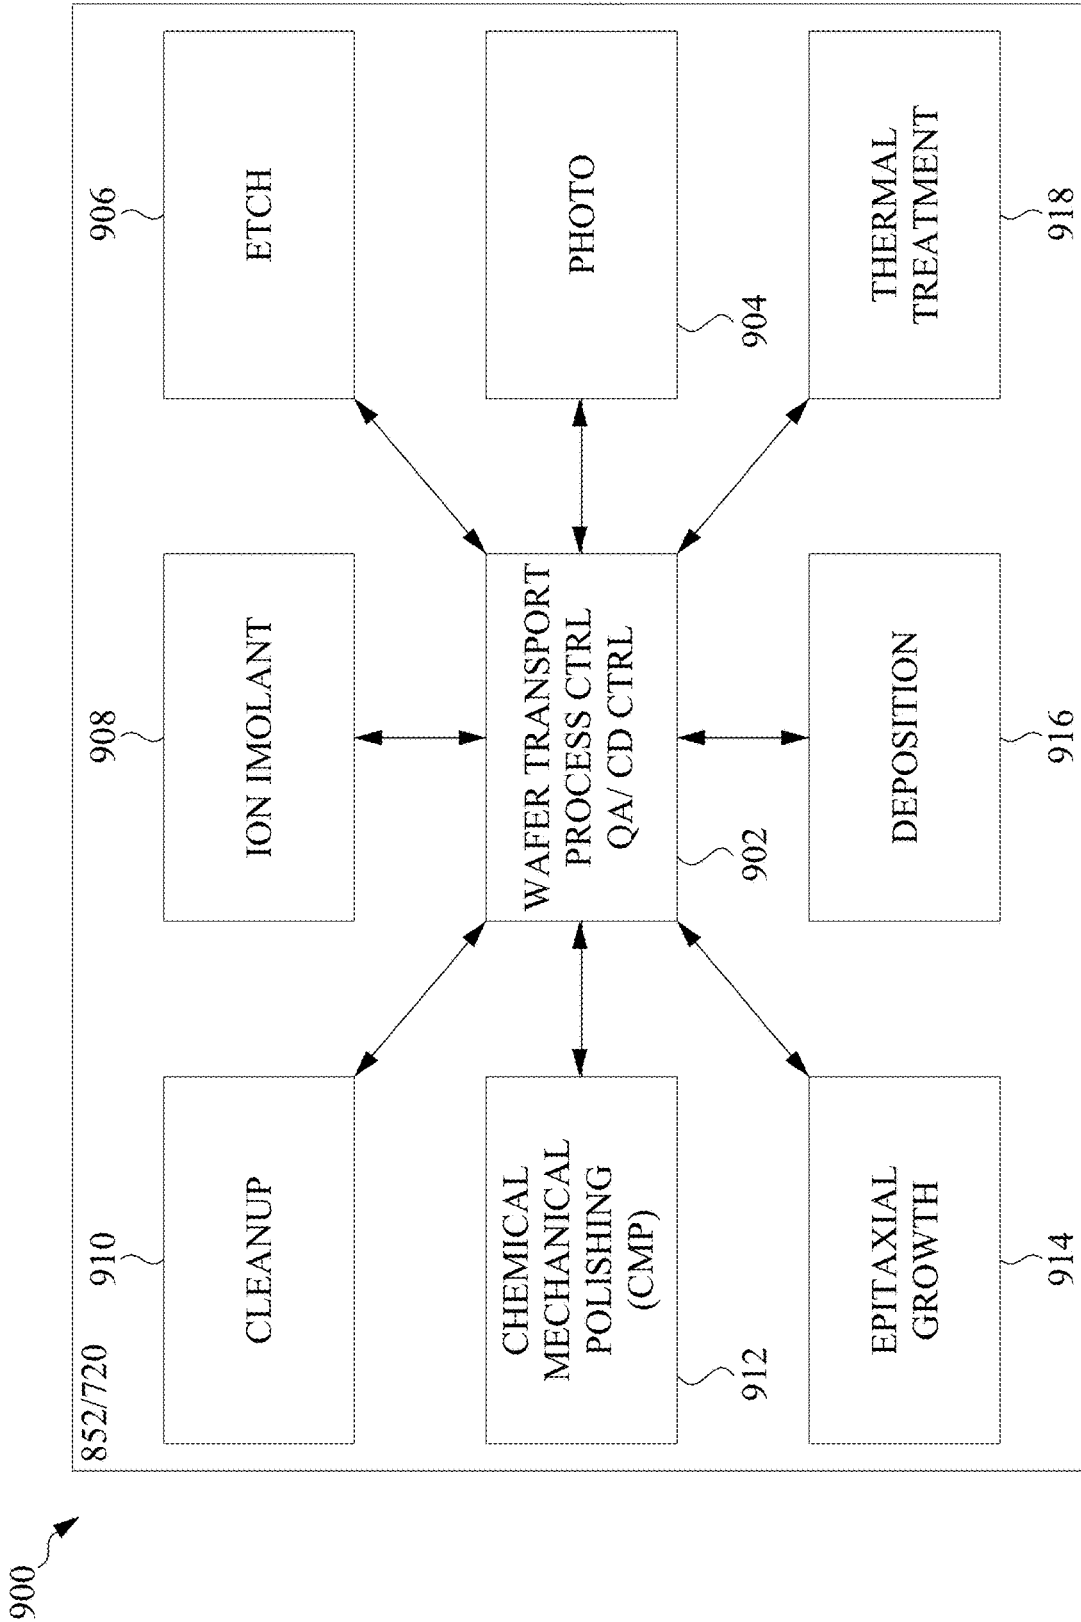 900
852/720
910
908
906
CLEANUP
ION IMOLANT
ETCH
CHEMICAL
MECHANICAL
POLISHING
(CMP)
WAFER TRANSPORT
PROCESS CTRL
QA/ CD CTRL
PHOTO
912
902
904
EPITAXIAL
GROWTH
DEPOSITION
THERMAL
TREATMENT
914
916
918